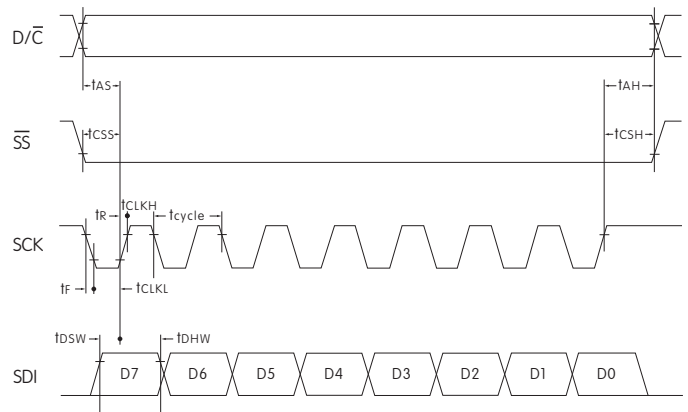 D/C̅
tAS
tAH
S̅S̅
tCSS
tCSH
tR
tCLKH
tcycle
SCK
tF
tCLKL
tDSW
tDHW
SDI
D7 D6 D5 D4 D3 D2 D1 D0